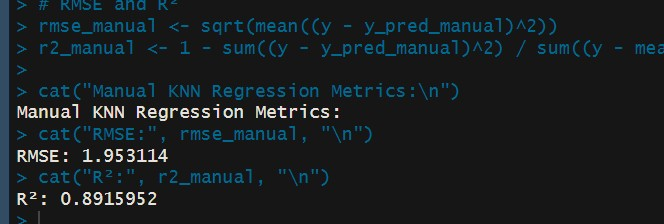 > # RMSE and R²
> rmse_manual <- sqrt(mean((y - y_pred_manual)^2))
> r2_manual <- 1 - sum((y - y_pred_manual)^2) / sum((y - mea
>
> cat("Manual KNN Regression Metrics:\n")
Manual KNN Regression Metrics:
> cat("RMSE:", rmse_manual, "\n")
RMSE: 1.953114
> cat("R²:", r2_manual, "\n")
R²: 0.8915952
>